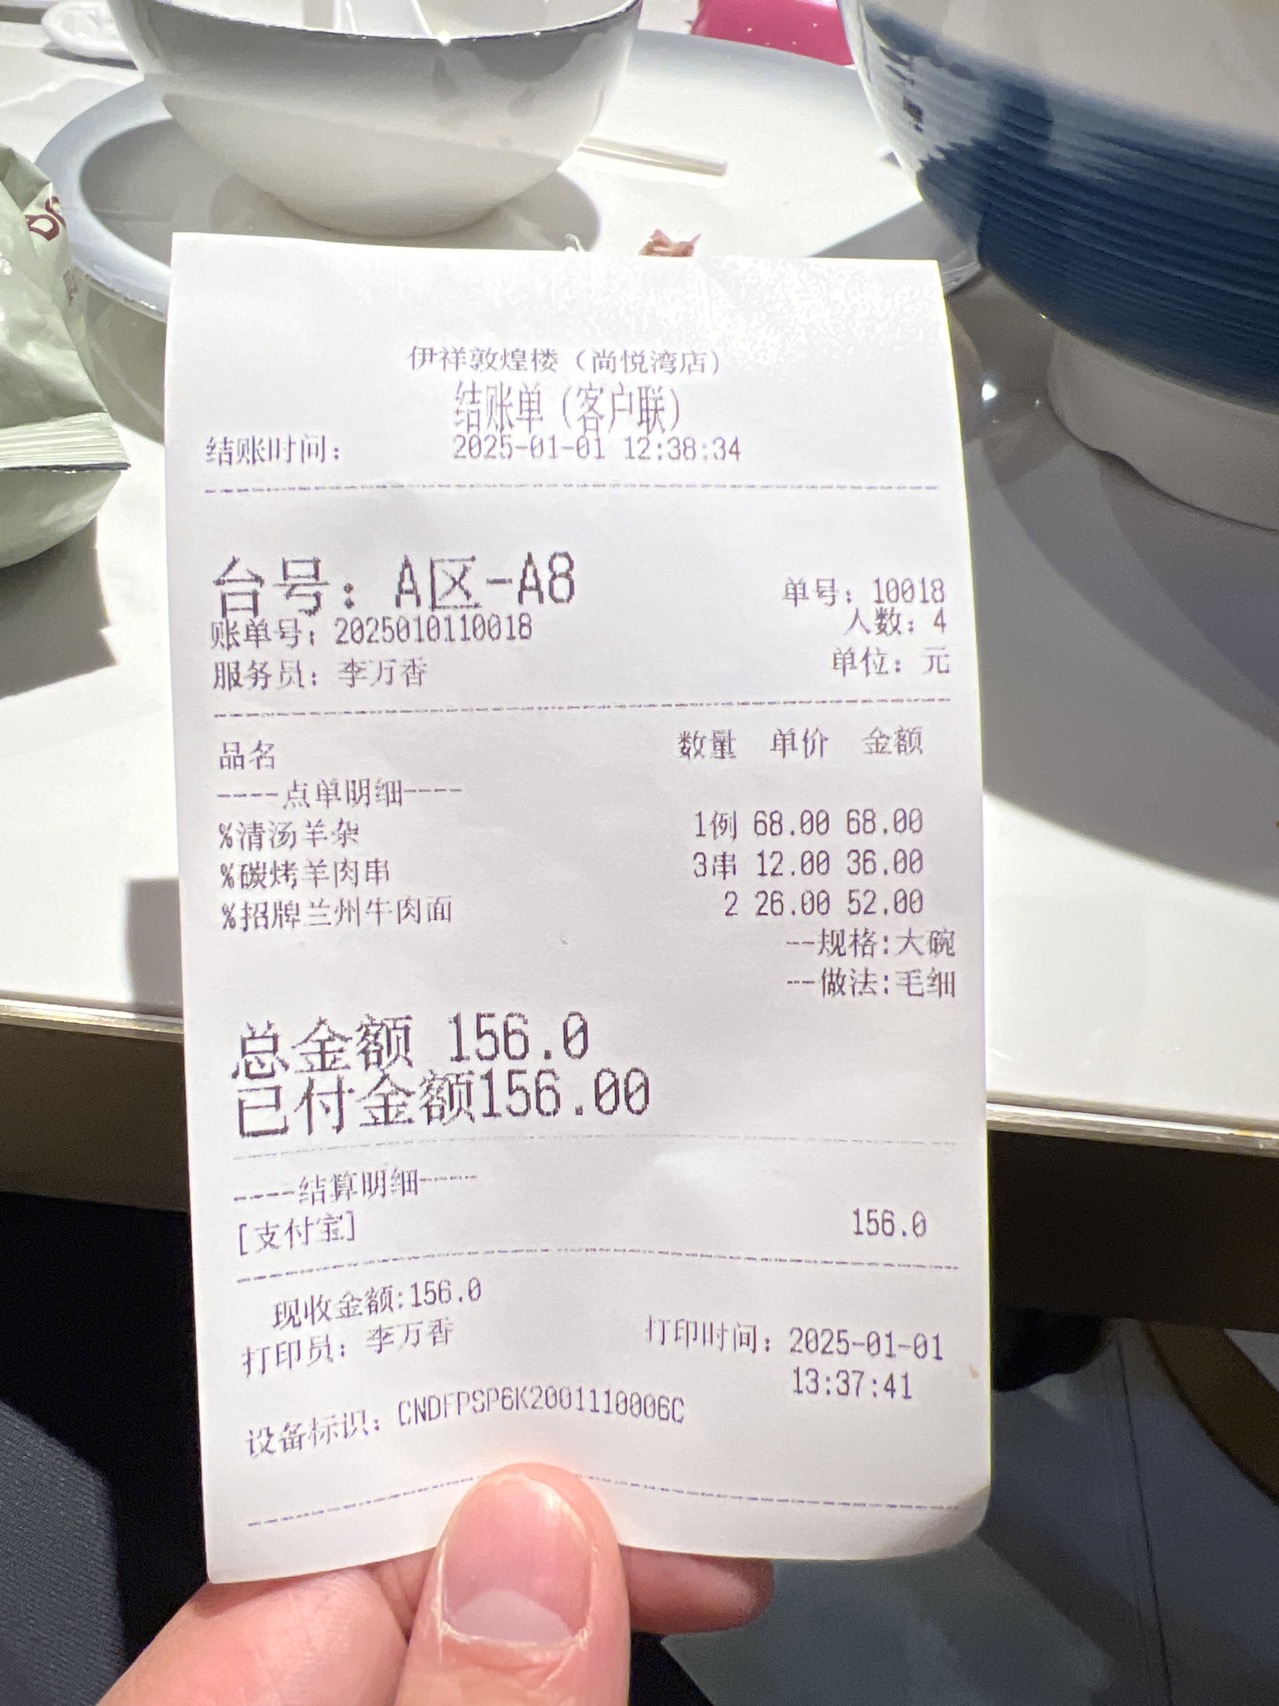 伊祥敦煌楼（尚悦湾店）
结账单（客户联）
结账时间： 2025-01-01 12:38:34
台号：A区-A8 单号：10018
账单号：2025010110018 人数：4
服务员：李万香 单位：元
品名 数量 单价 金额
----点单明细----
%清汤羊杂 1例 68.00 68.00
%碳烤羊肉串 3串 12.00 36.00
%招牌兰州牛肉面 2 26.00 52.00
--规格:大碗
--做法:毛细
总金额 156.0
已付金额156.00
----结算明细----
[支付宝] 156.0
现收金额:156.0
打印员：李万香 打印时间：2025-01-01
13:37:41
设备标识：CNDFPSP6K2001110006C